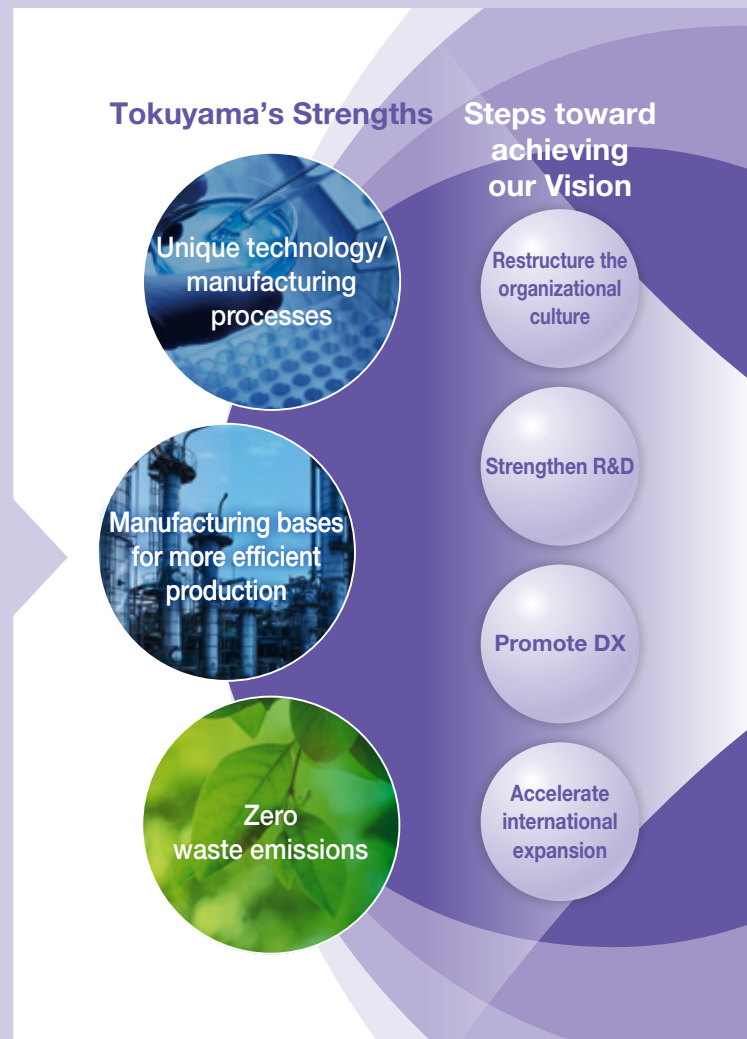 Tokuyama's Strengths
Unique technology/
manufacturing
processes
Manufacturing bases
for more efficient
production
Zero
waste emissions
Steps toward
achieving
our Vision
Restructure the
organizational
culture
Strengthen R&D
Promote DX
Accelerate
international
expansion